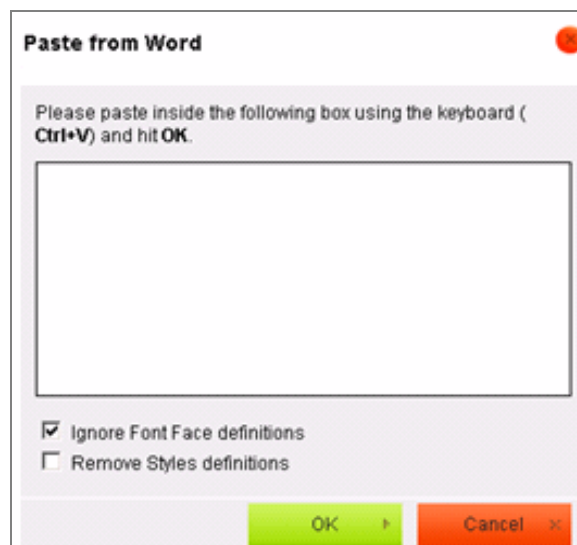 Paste from Word
Please paste inside the following box using the keyboard (
Ctrl+V) and hit OK.
Ignore Font Face definitions
Remove Styles definitions
OK
Cancel